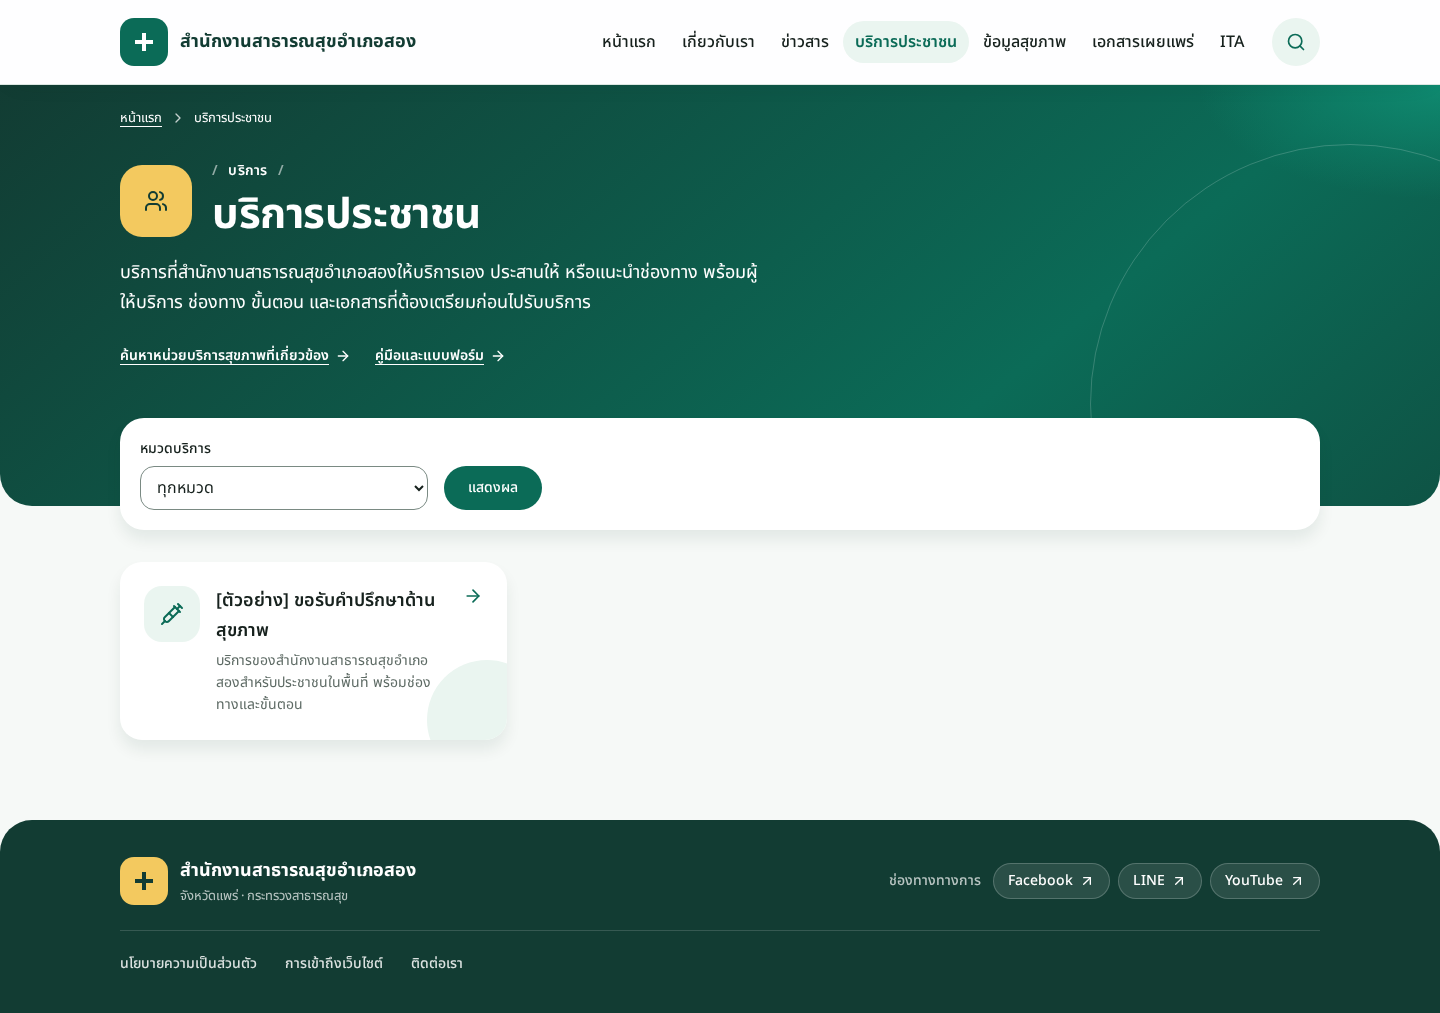 สำนักงานสาธารณสุขอำเภอสอง
หน้าแรก
เกี่ยวกับเรา
ข่าวสาร
บริการประชาชน
ข้อมูลสุขภาพ
เอกสารเผยแพร่
ITA
หน้าแรก
บริการประชาชน
/ บริการ /
บริการประชาชน
บริการที่สำนักงานสาธารณสุขอำเภอสองให้บริการเอง ประสานให้ หรือแนะนำช่องทาง พร้อมผู้
ให้บริการ ช่องทาง ขั้นตอน และเอกสารที่ต้องเตรียมก่อนไปรับบริการ
ค้นหาหน่วยบริการสุขภาพที่เกี่ยวข้อง
คู่มือและแบบฟอร์ม
หมวดบริการ
ทุกหมวด
แสดงผล
[ตัวอย่าง] ขอรับคำปรึกษาด้าน
สุขภาพ
บริการของสำนักงานสาธารณสุขอำเภอ
สองสำหรับประชาชนในพื้นที่ พร้อมช่อง
ทางและขั้นตอน
สำนักงานสาธารณสุขอำเภอสอง
จังหวัดแพร่ · กระทรวงสาธารณสุข
ช่องทางทางการ
Facebook
LINE
YouTube
นโยบายความเป็นส่วนตัว
การเข้าถึงเว็บไซต์
ติดต่อเรา